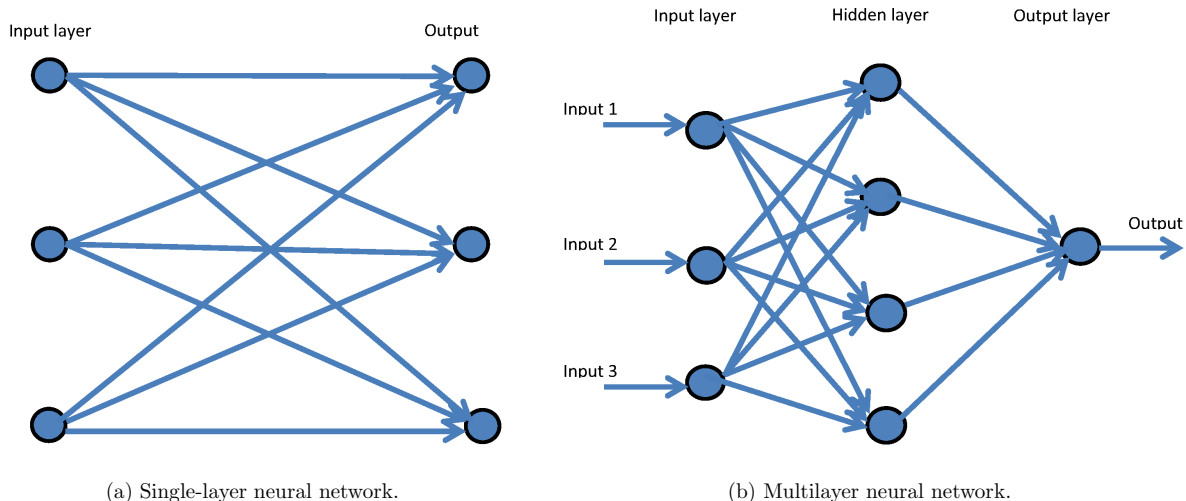 Input layer
Output
(a) Single-layer neural network.
Input layer
Hidden layer
Output layer
Input 1
Input 2
Input 3
Output
(b) Multilayer neural network.